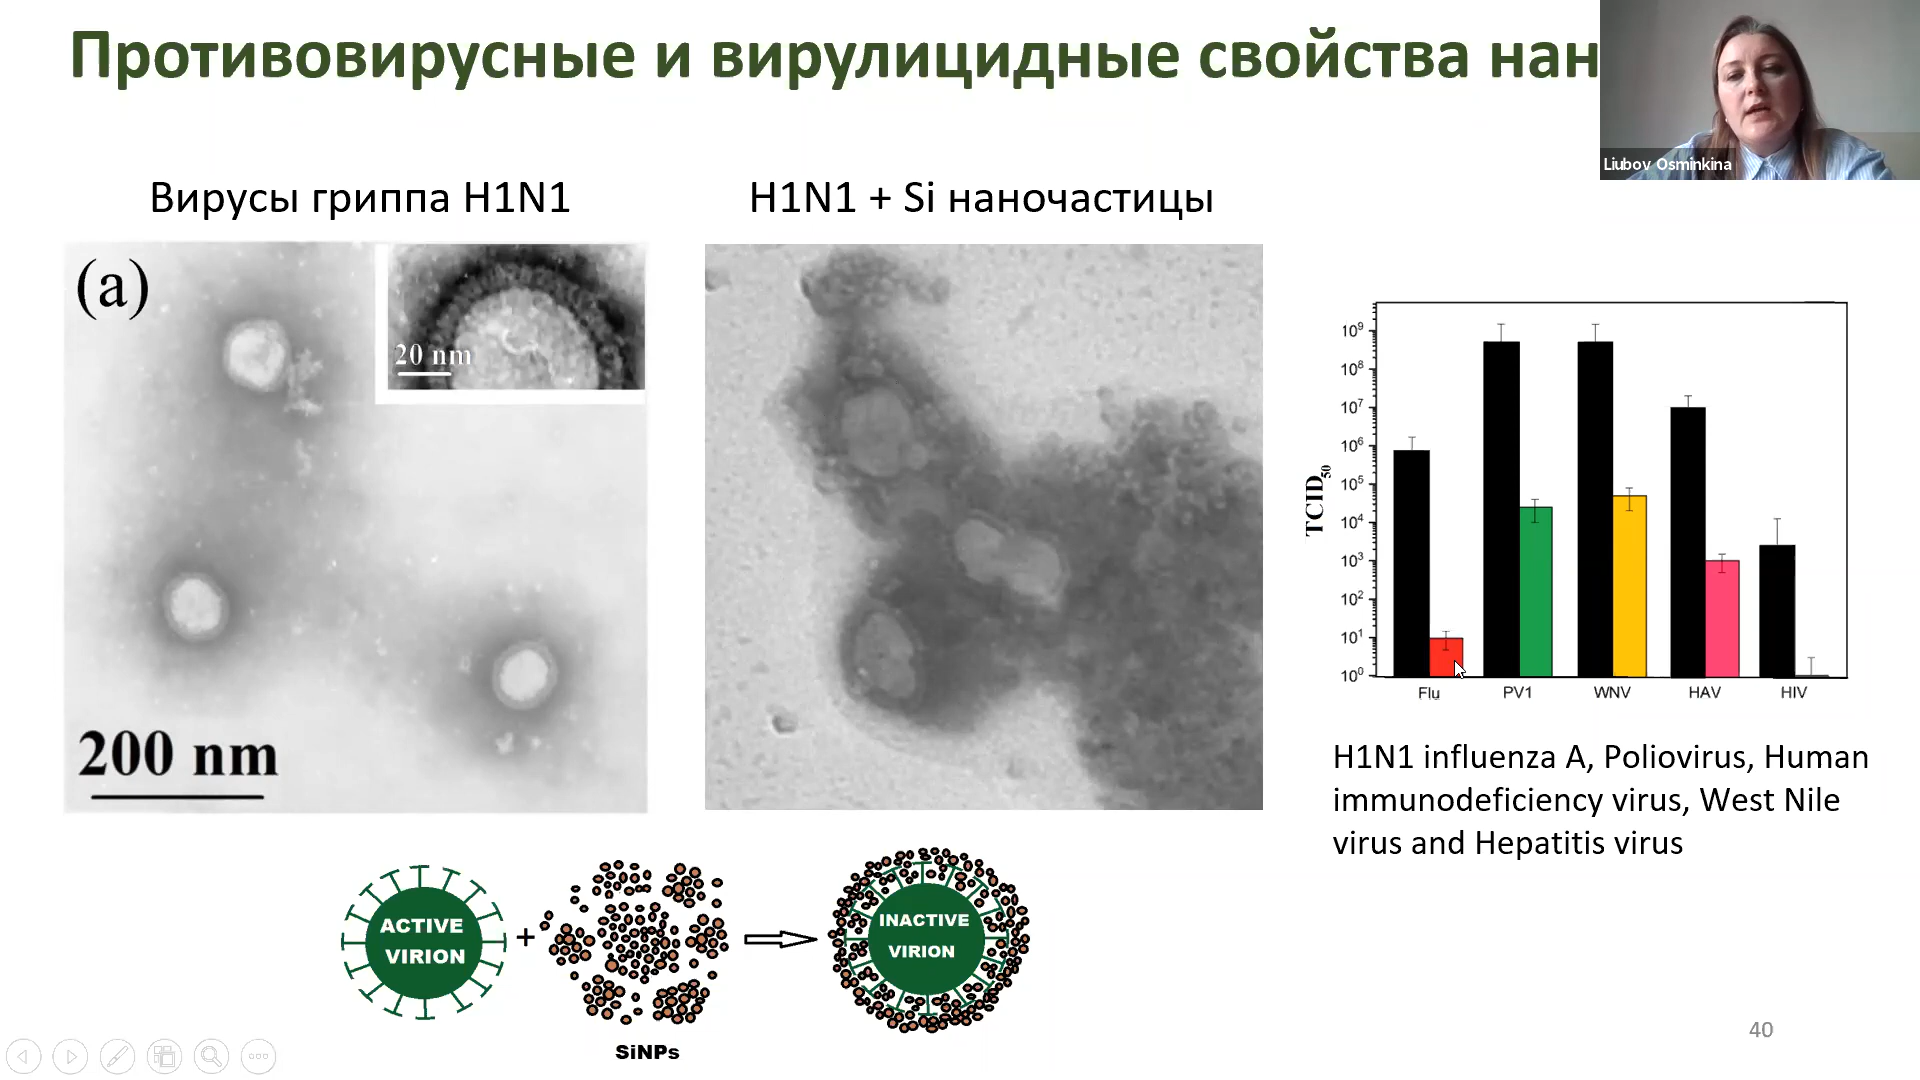 Противовирусные и вирулицидные свойства нан
Liubov Osminkina
Вирусы гриппа H1N1
H1N1 + Si наночастицы
(a)
20 nm
200 nm
TCID50
10⁹
10⁸
10⁷
10⁶
10⁵
10⁴
10³
10²
10¹
10⁰
Flu PV1 WNV HAV HIV
H1N1 influenza A, Poliovirus, Human
immunodeficiency virus, West Nile
virus and Hepatitis virus
ACTIVE
VIRION
+
INACTIVE
VIRION
SiNPs
40